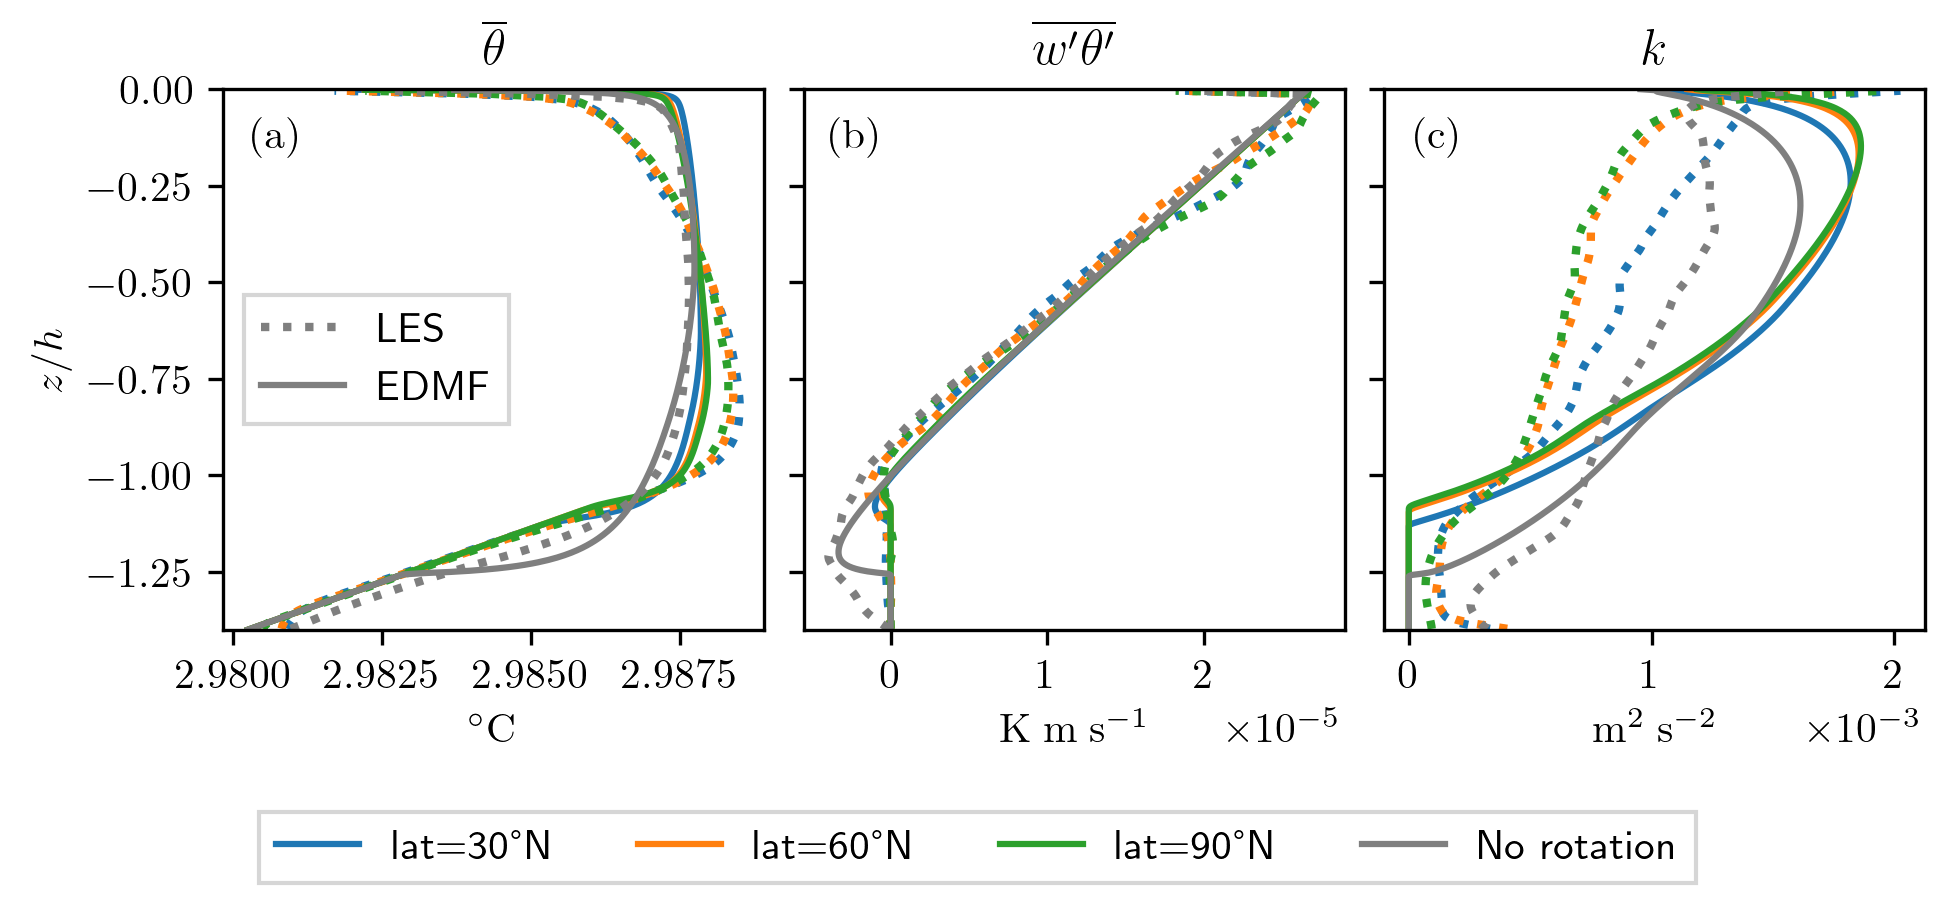 θ̅
w′θ′ ̅
k
(a)
(b)
(c)
0.00
−0.25
−0.50
−0.75
−1.00
−1.25
z/h
LES
EDMF
2.9800 2.9825 2.9850 2.9875
0 1 2
0 1 2
°C
K m s⁻¹ ×10⁻⁵
m² s⁻² ×10⁻³
lat=30°N lat=60°N lat=90°N No rotation